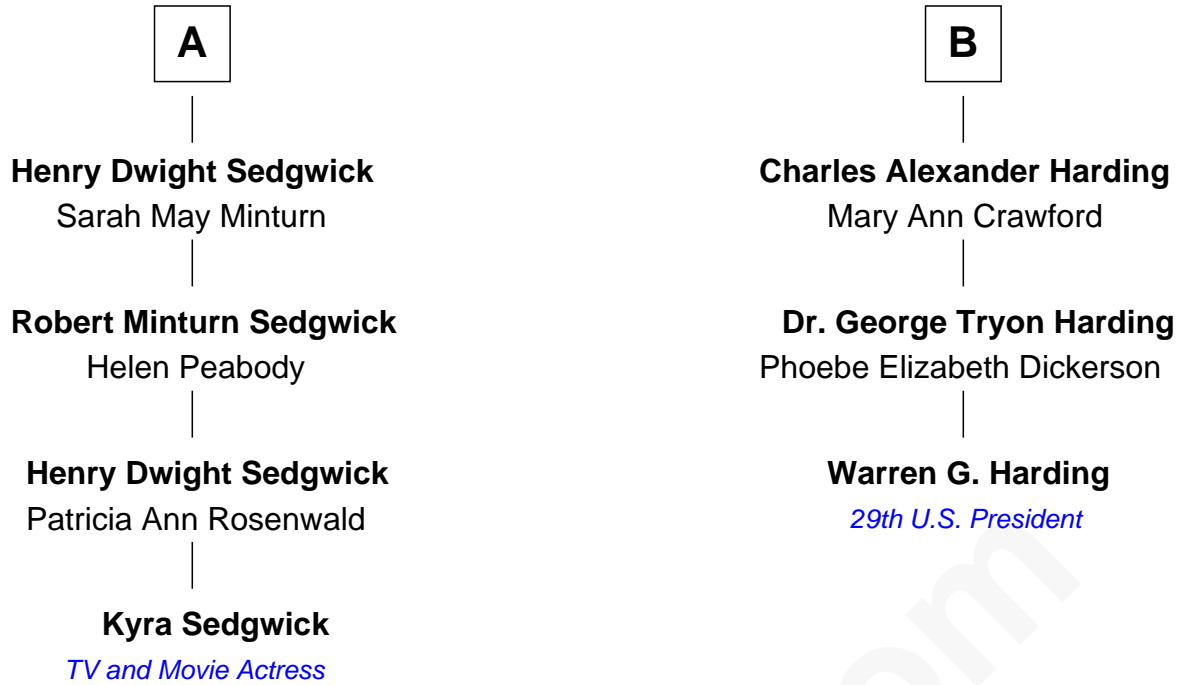 A
Henry Dwight Sedgwick
Sarah May Minturn
Robert Minturn Sedgwick
Helen Peabody
Henry Dwight Sedgwick
Patricia Ann Rosenwald
Kyra Sedgwick
TV and Movie Actress
B
Charles Alexander Harding
Mary Ann Crawford
Dr. George Tryon Harding
Phoebe Elizabeth Dickerson
Warren G. Harding
29th U.S. President
om